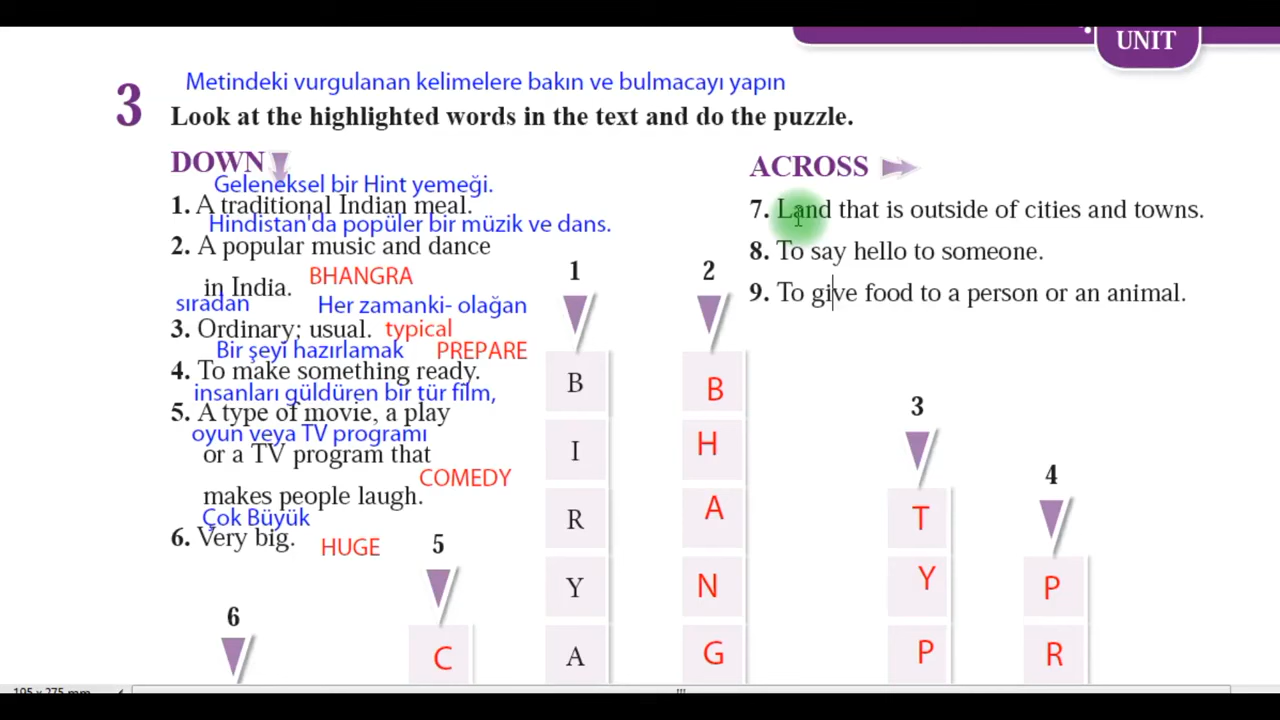 UNIT
Metindeki vurgulanan kelimelere bakın ve bulmacayı yapın
3 Look at the highlighted words in the text and do the puzzle.
DOWN
Geleneksel bir Hint yemeği.
1. A traditional Indian meal.
Hindistan'da popüler bir müzik ve dans.
2. A popular music and dance
in India. BHANGRA
sıradan Her zamanki- olağan
3. Ordinary; usual. typical
Bir şeyi hazırlamak PREPARE
4. To make something ready.
insanları güldüren bir tür film,
5. A type of movie, a play
oyun veya TV programı
or a TV program that
COMEDY
makes people laugh.
Çok Büyük
6. Very big. HUGE
ACROSS
7. Land that is outside of cities and towns.
8. To say hello to someone.
9. To give food to a person or an animal.
1 2
B B
I H
3
R A
4
T
Y N
Y P
5
6
A G
C
P R
195 x 275 mm